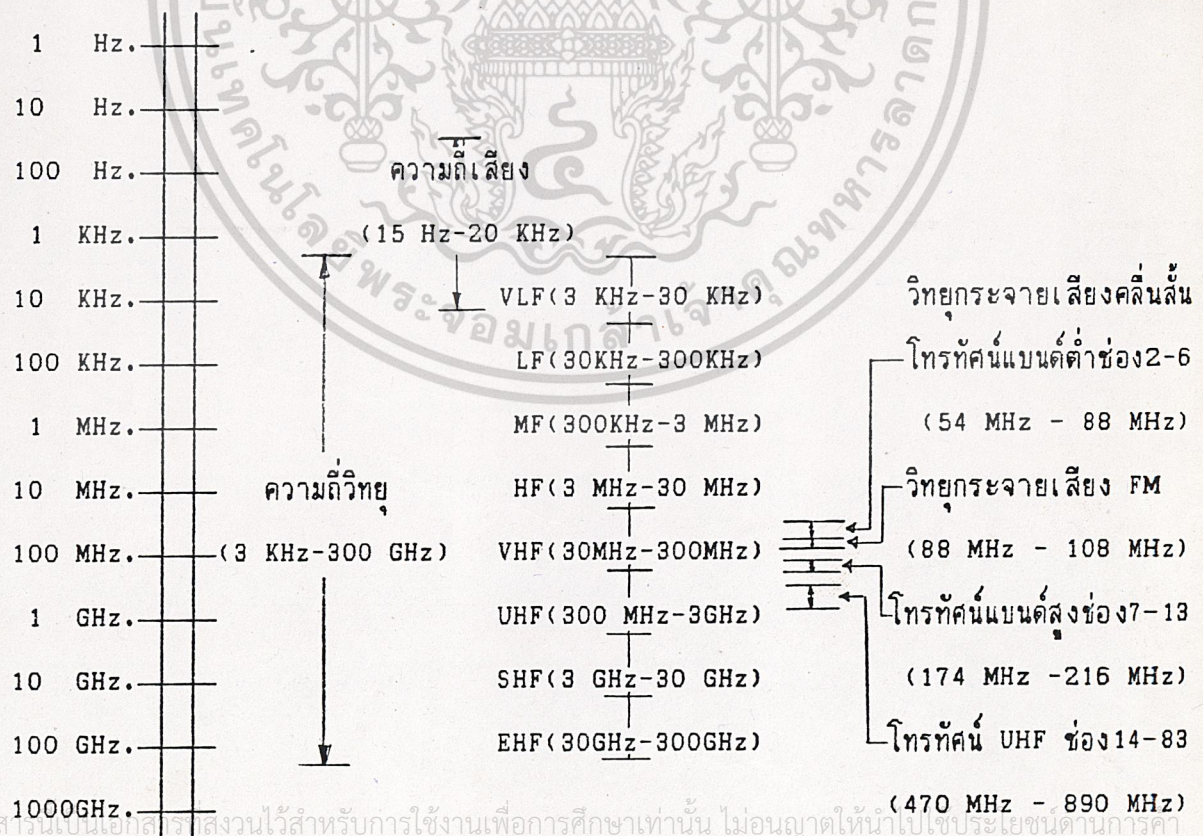 1 Hz.
10 Hz.
100 Hz.
ความถี่เสียง
1 KHz.
(15 Hz-20 KHz)
10 KHz.
VLF(3 KHz-30 KHz)
วิทยุกระจายเสียงคลื่นสั้น
100 KHz.
LF(30KHz-300KHz)
โทรทัศน์แบนด์ต่ำช่อง2-6
1 MHz.
MF(300KHz-3 MHz)
(54 MHz - 88 MHz)
10 MHz.
ความถี่วิทยุ
HF(3 MHz-30 MHz)
วิทยุกระจายเสียง FM
100 MHz.
(3 KHz-300 GHz)
VHF(30MHz-300MHz)
(88 MHz - 108 MHz)
1 GHz.
UHF(300 MHz-3GHz)
โทรทัศน์แบนด์สูงช่อง7-13
10 GHz.
SHF(3 GHz-30 GHz)
(174 MHz -216 MHz)
100 GHz.
EHF(30GHz-300GHz)
โทรทัศน์ UHF ช่อง14-83
1000GHz.
(470 MHz - 890 MHz)
สารนี้เป็นเอกสารที่สงวนไว้สำหรับการใช้งานเพื่อการศึกษาเท่านั้น ไม่อนุญาตให้นำไปใช้ประโยชน์ด้านการค้า